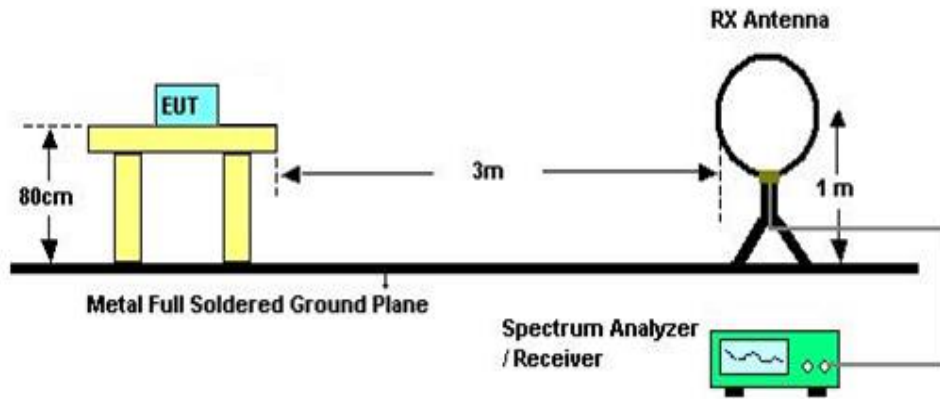 RX Antenna
EUT
3m
80cm
1 m
Metal Full Soldered Ground Plane
Spectrum Analyzer
/ Receiver